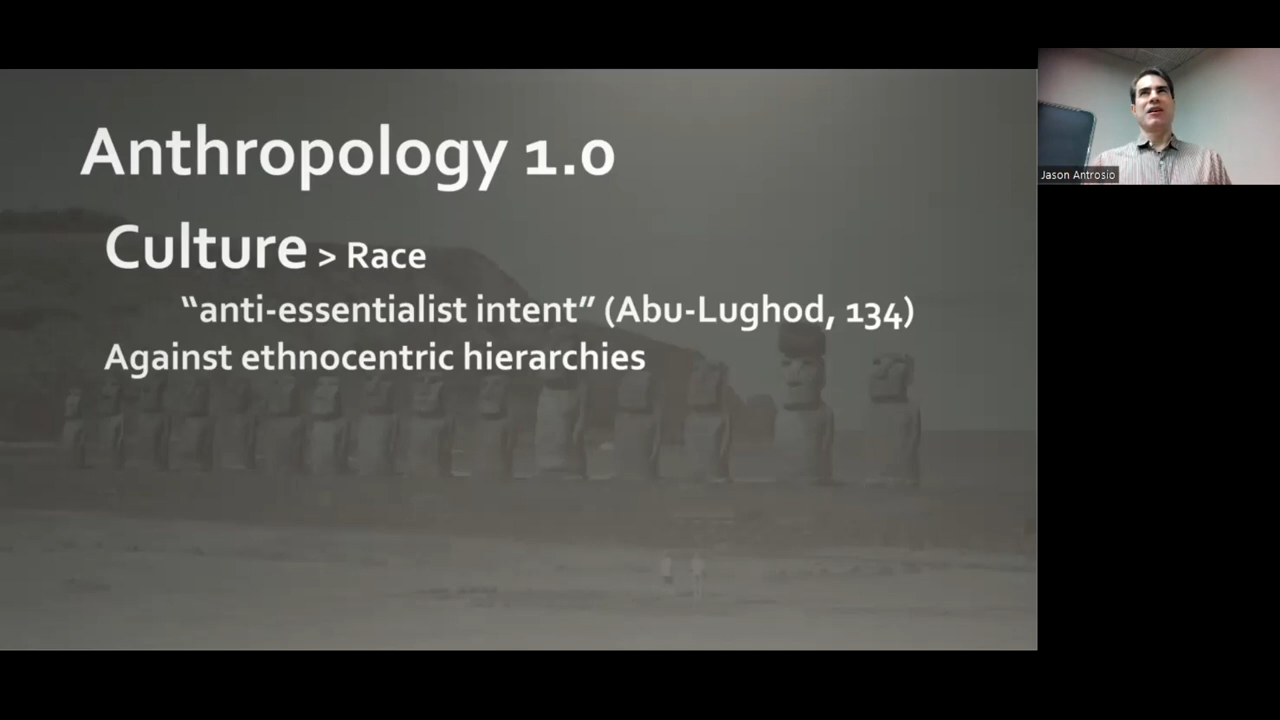 Anthropology 1.0
Culture > Race
“anti-essentialist intent” (Abu-Lughod, 134)
Against ethnocentric hierarchies
Jason Antrosio